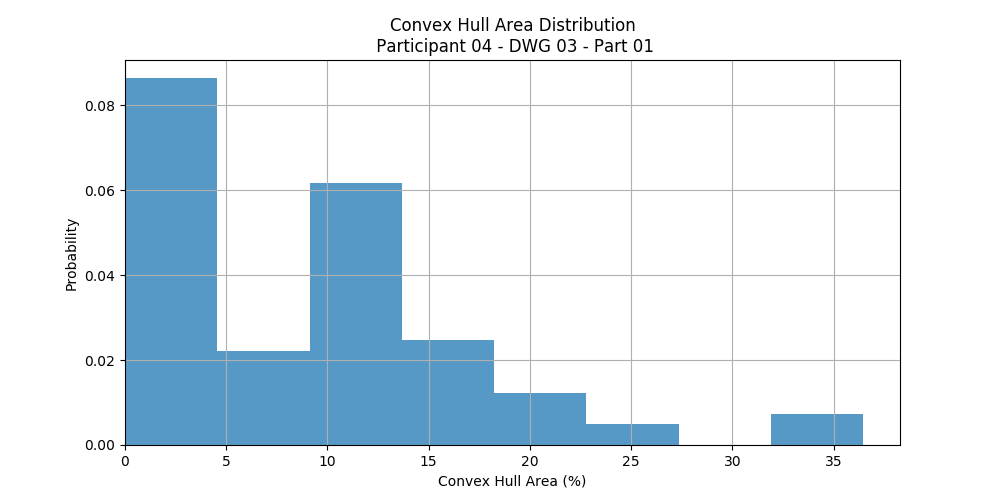 Convex Hull Area Distribution
Participant 04 - DWG 03 - Part 01
0.08
0.06
0.04
0.02
0.00
Probability
0 5 10 15 20 25 30 35
Convex Hull Area (%)